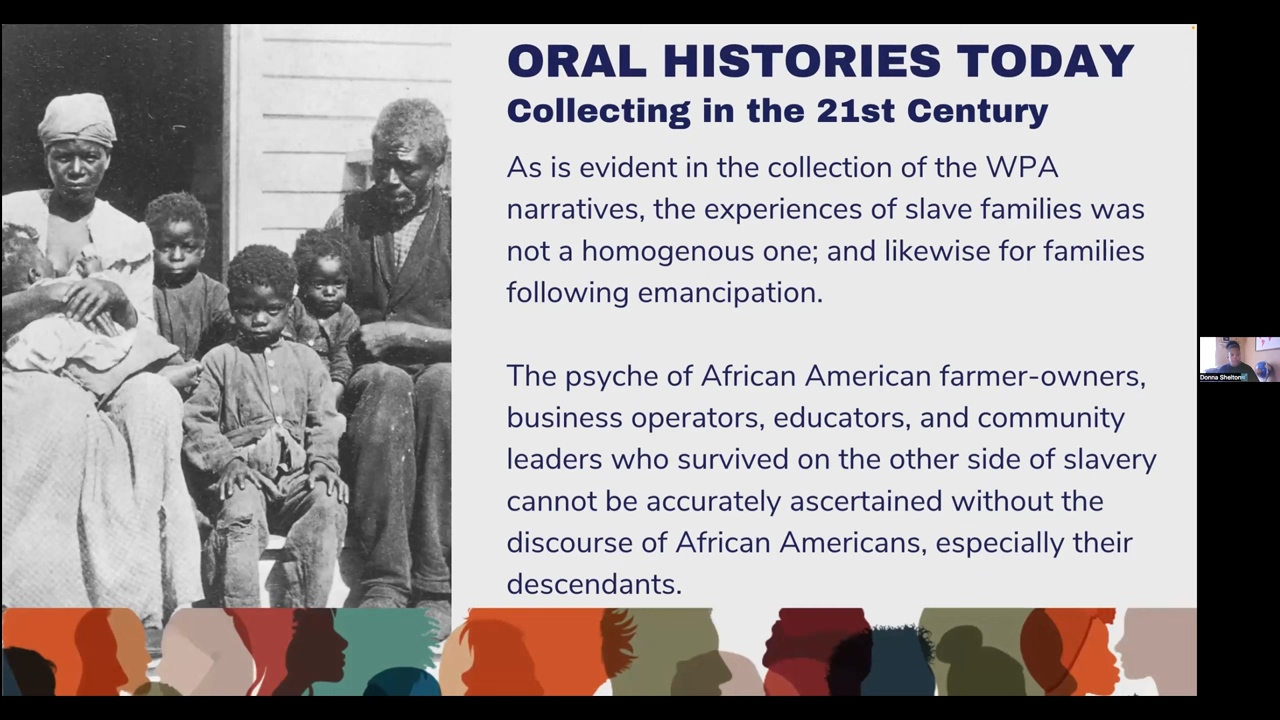 ORAL HISTORIES TODAY
Collecting in the 21st Century
As is evident in the collection of the WPA
narratives, the experiences of slave families was
not a homogenous one; and likewise for families
following emancipation.
The psyche of African American farmer-owners,
business operators, educators, and community
leaders who survived on the other side of slavery
cannot be accurately ascertained without the
discourse of African Americans, especially their
descendants.
Donna Shelton